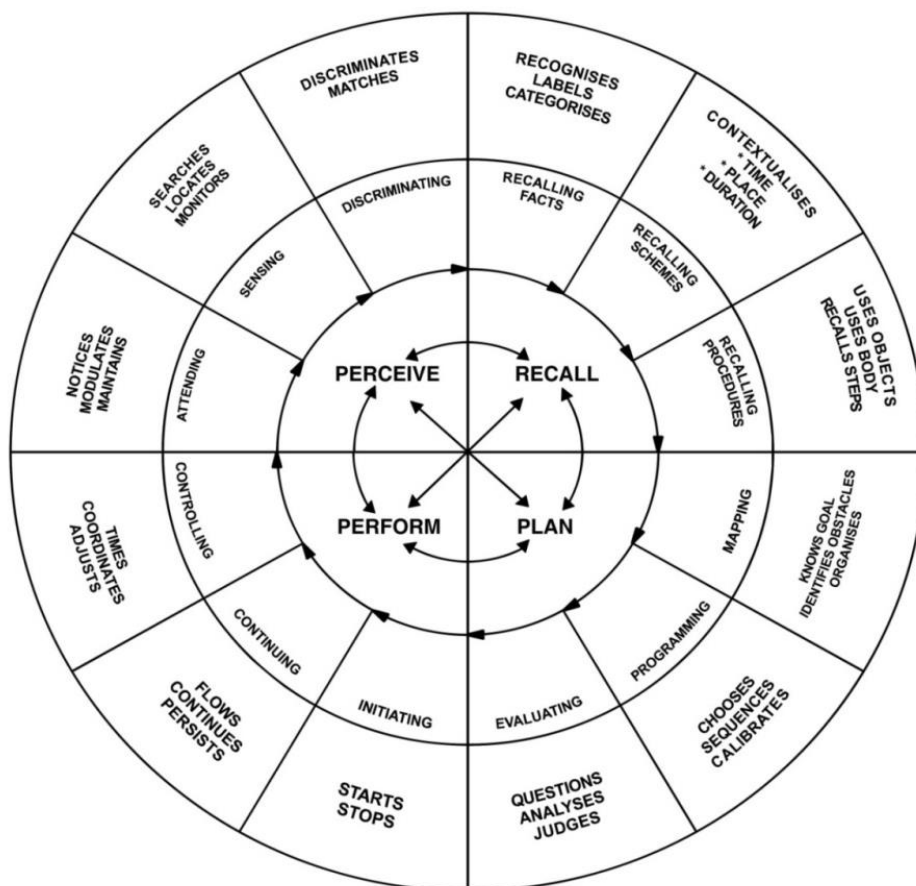 DISCRIMINATES
MATCHES
RECOGNISES
LABELS
CATEGORISES
CONTEXTUALISES
* TIME
* PLACE
* DURATION
USES OBJECTS
USES BODY
RECALLS STEPS
KNOWS GOAL
IDENTIFIES OBSTACLES
ORGANISES
CHOOSES
SEQUENCES
CALIBRATES
QUESTIONS
ANALYSES
JUDGES
STARTS
STOPS
FLOWS
CONTINUES
PERSISTS
TIMES
COORDINATES
ADJUSTS
NOTICES
MODULATES
MAINTAINS
SEARCHES
LOCATES
MONITORS
DISCRIMINATING
RECALLING
FACTS
RECALLING
SCHEMES
RECALLING
PROCEDURES
MAPPING
PROGRAMMING
EVALUATING
INITIATING
CONTINUING
CONTROLLING
ATTENDING
SENSING
PERCEIVE
RECALL
PERFORM
PLAN